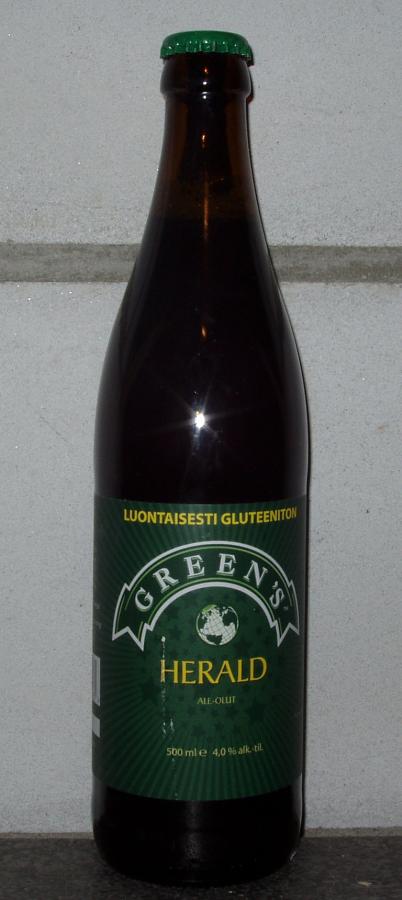 LUONTAISESTI GLUTEENITON
GREEN'S
HERALD
ALE-OLUT
500 ml e 4,0 % alk.-til.